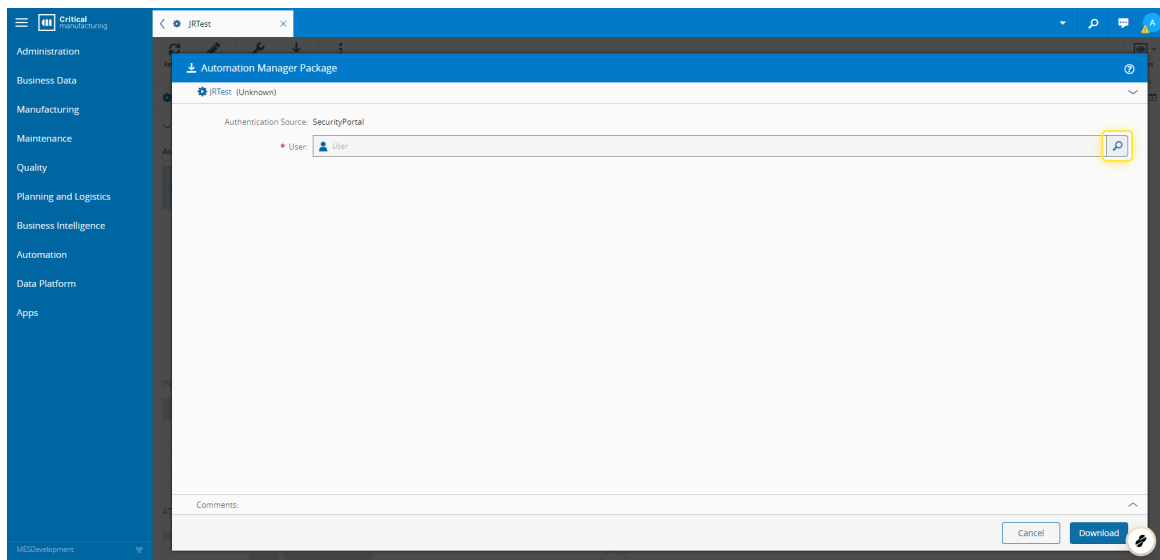 Critical
manufacturing
JRTest
A
Administration
Business Data
Manufacturing
Maintenance
Quality
Planning and Logistics
Business Intelligence
Automation
Data Platform
Apps
MESDevelopment
Automation Manager Package
JRTest (Unknown)
Authentication Source: SecurityPortal
* User: User
Comments:
Cancel
Download